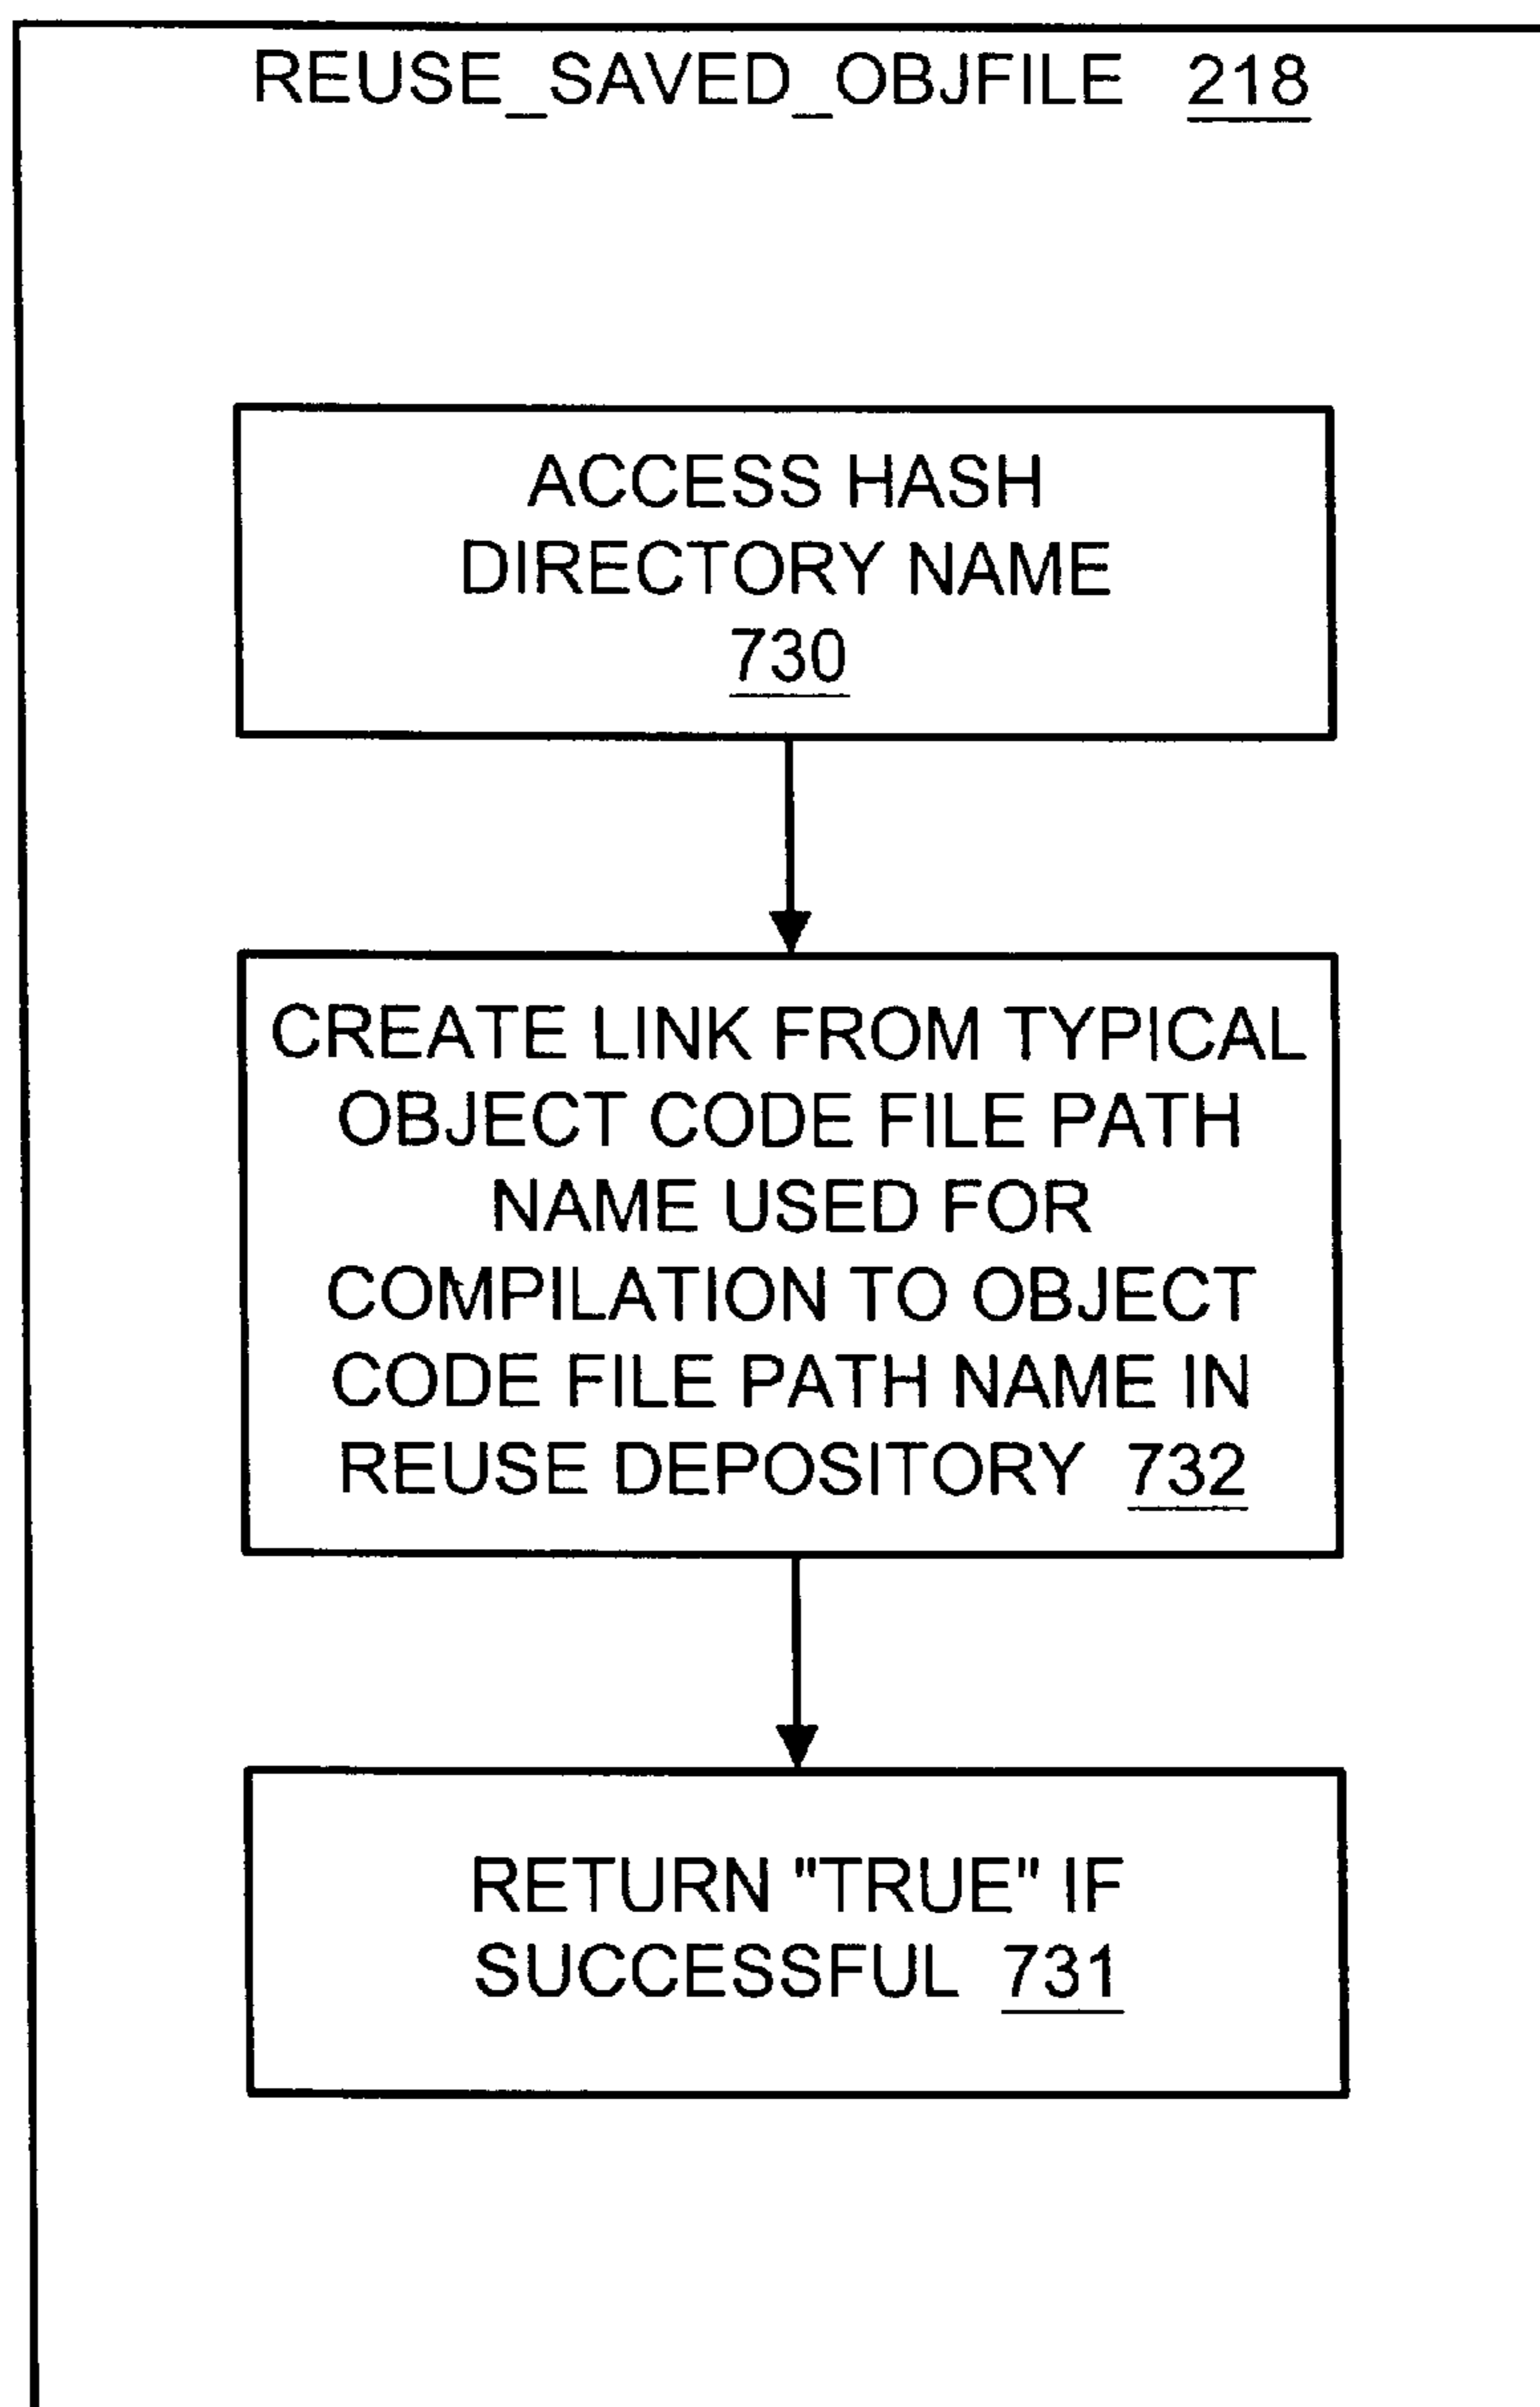 REUSE_SAVED_OBJFILE 218
ACCESS HASH
DIRECTORY NAME
730
CREATE LINK FROM TYPICAL
OBJECT CODE FILE PATH
NAME USED FOR
COMPILATION TO OBJECT
CODE FILE PATH NAME IN
REUSE DEPOSITORY 732
RETURN "TRUE" IF
SUCCESSFUL 731